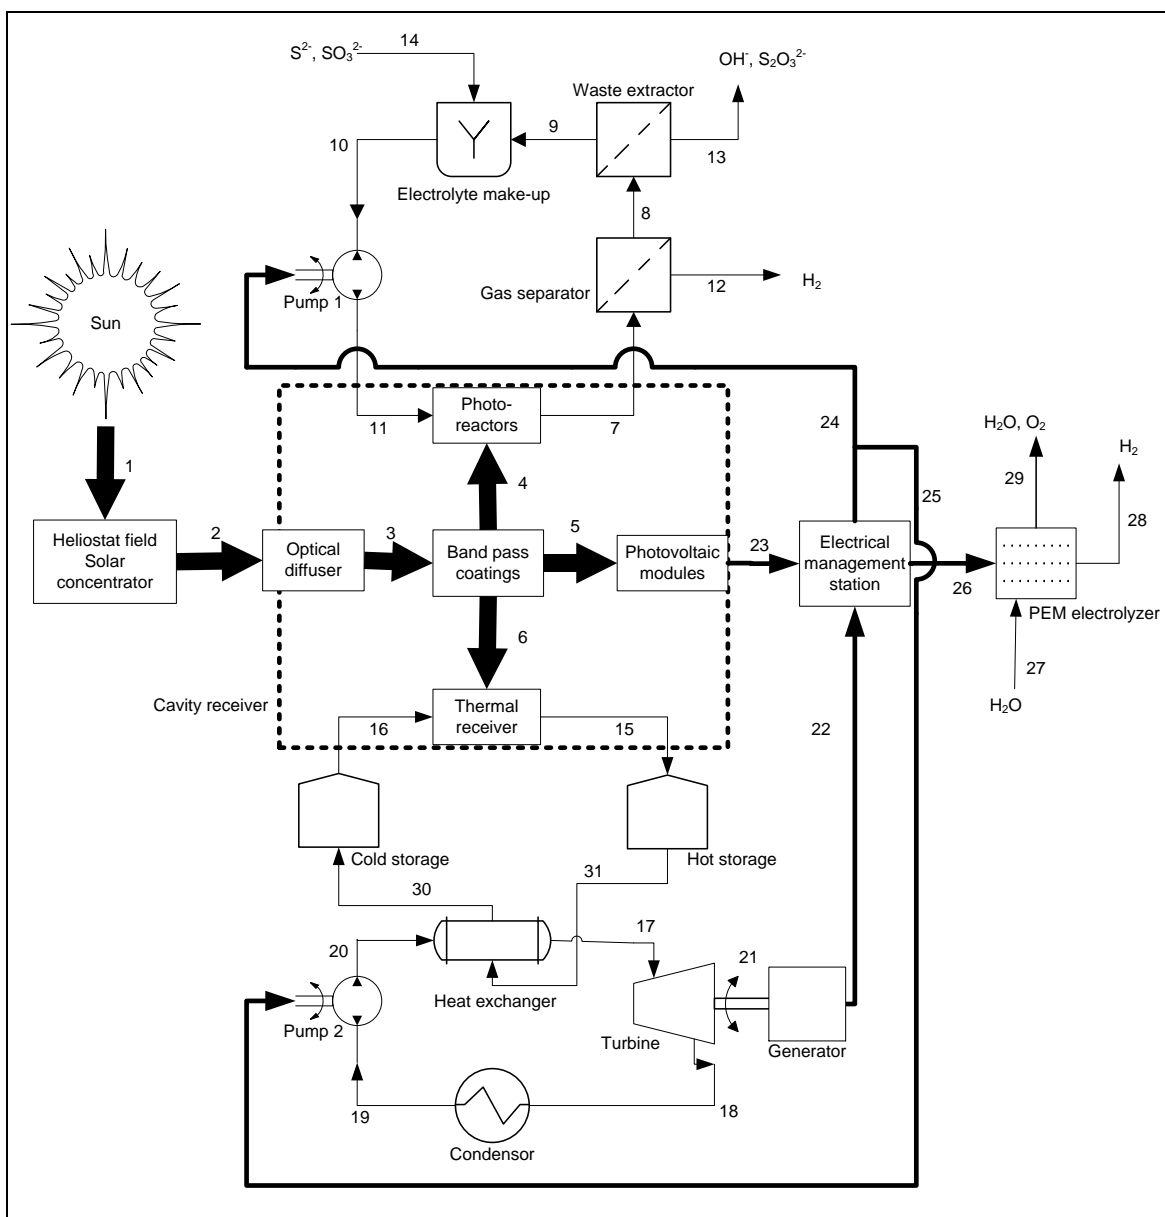 S²⁻, SO₃²⁻
14
OH⁻, S₂O₃²⁻
Waste extractor
10
9
13
Electrolyte make-up
8
Gas separator
12
H₂
Pump 1
Sun
Photo-
reactors
11
7
24
H₂O, O₂
H₂
1
4
25
29
28
2
3
5
23
26
Heliostat field
Solar
concentrator
Optical
diffuser
Band pass
coatings
Photovoltaic
modules
Electrical
management
station
PEM electrolyzer
6
27
H₂O
Cavity receiver
Thermal
receiver
16
15
22
Cold storage
Hot storage
30
31
20
17
21
Heat exchanger
Pump 2
Turbine
Generator
19
18
Condensor